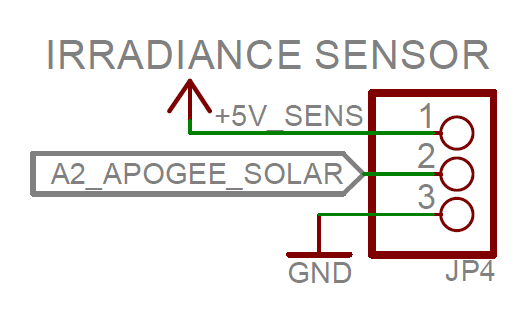 IRRADIANCE SENSOR
+5V_SENS
1
A2_APOGEE_SOLAR
2
3
GND
JP4